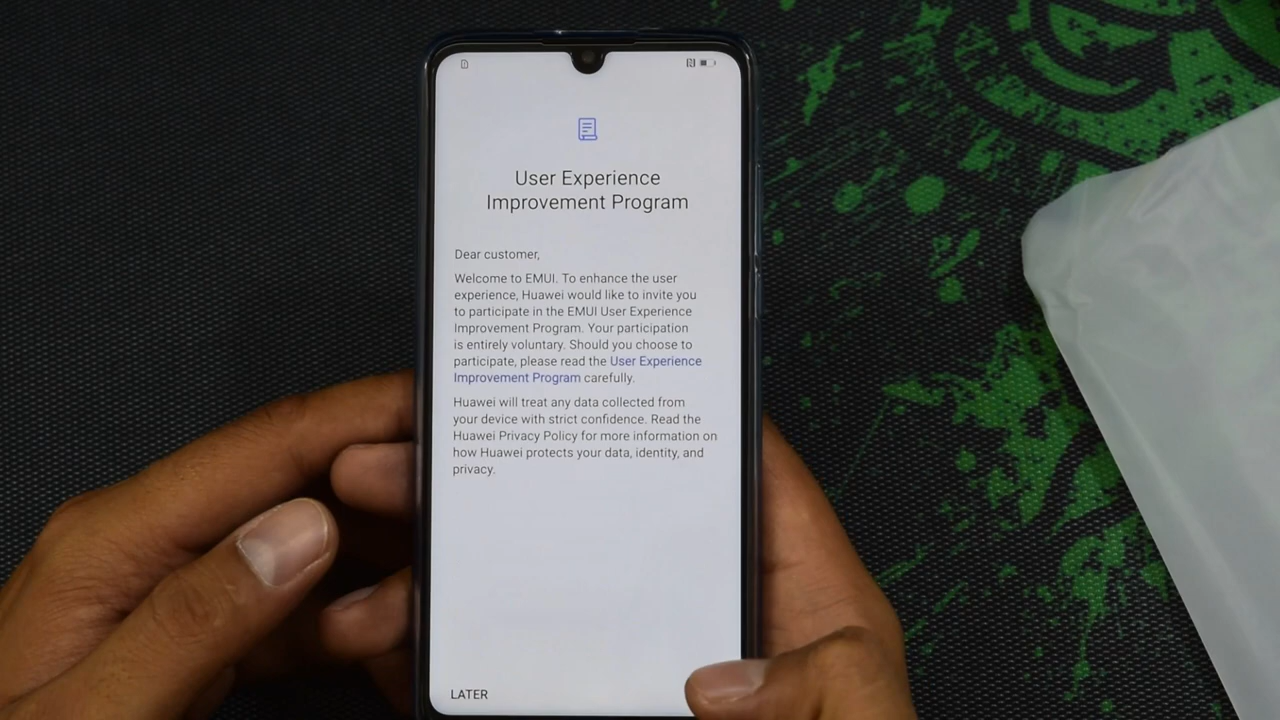 User Experience
Improvement Program
Dear customer,
Welcome to EMUI. To enhance the user
experience, Huawei would like to invite you
to participate in the EMUI User Experience
Improvement Program. Your participation
is entirely voluntary. Should you choose to
participate, please read the User Experience
Improvement Program carefully.
Huawei will treat any data collected from
your device with strict confidence. Read the
Huawei Privacy Policy for more information on
how Huawei protects your data, identity, and
privacy.
LATER